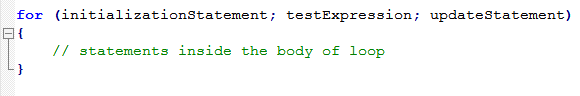 for (initializationStatement; testExpression; updateStatement)
{
// statements inside the body of loop
}